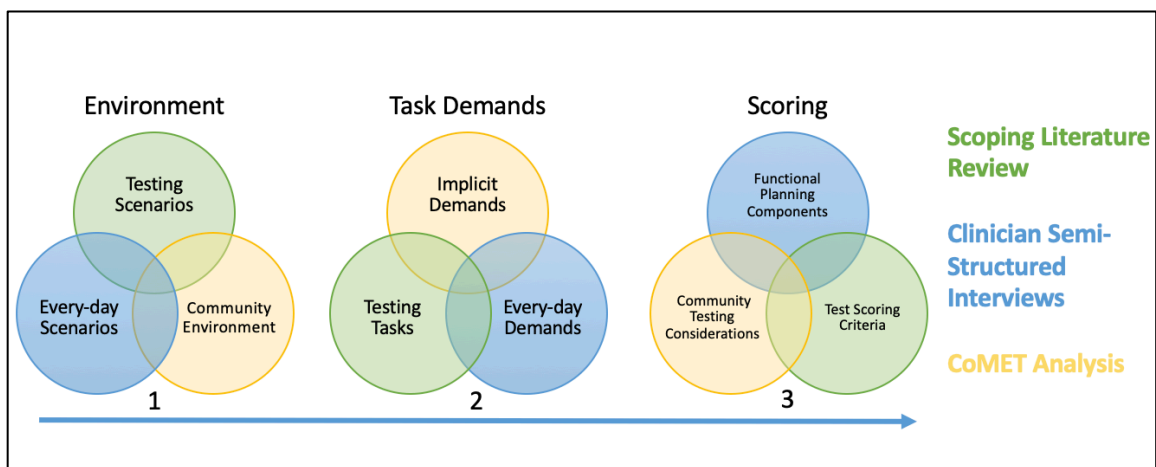 Environment
Testing
Scenarios
Every-day
Scenarios
Community
Environment
1
Task Demands
Implicit
Demands
Testing
Tasks
Every-day
Demands
2
Scoring
Functional
Planning
Components
Community
Testing
Considerations
Test Scoring
Criteria
3
Scoping Literature
Review
Clinician Semi-
Structured
Interviews
CoMET Analysis